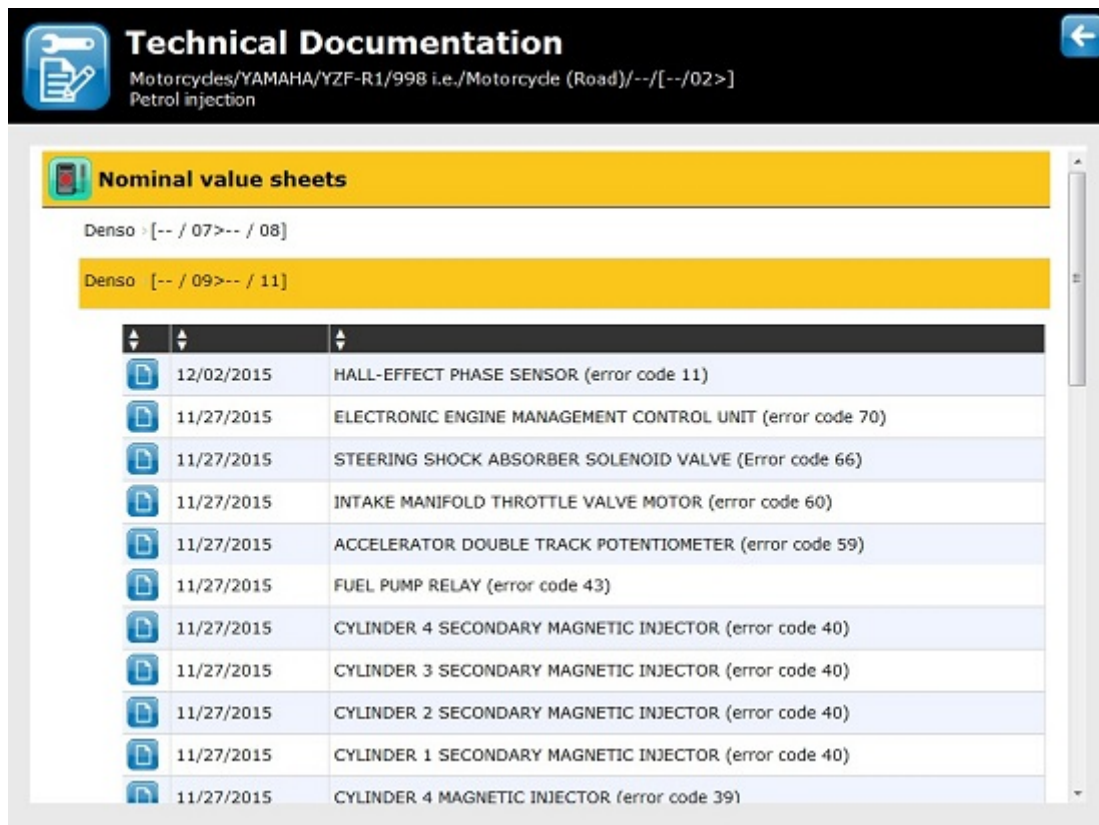 Technical Documentation
Motorcycles/YAMAHA/YZF-R1/998 i.e./Motorcycle (Road)/--/[--/02>]
Petrol injection
Nominal value sheets
Denso [-- / 07>-- / 08]
Denso [-- / 09>-- / 11]
12/02/2015 HALL-EFFECT PHASE SENSOR (error code 11)
11/27/2015 ELECTRONIC ENGINE MANAGEMENT CONTROL UNIT (error code 70)
11/27/2015 STEERING SHOCK ABSORBER SOLENOID VALVE (Error code 66)
11/27/2015 INTAKE MANIFOLD THROTTLE VALVE MOTOR (error code 60)
11/27/2015 ACCELERATOR DOUBLE TRACK POTENTIOMETER (error code 59)
11/27/2015 FUEL PUMP RELAY (error code 43)
11/27/2015 CYLINDER 4 SECONDARY MAGNETIC INJECTOR (error code 40)
11/27/2015 CYLINDER 3 SECONDARY MAGNETIC INJECTOR (error code 40)
11/27/2015 CYLINDER 2 SECONDARY MAGNETIC INJECTOR (error code 40)
11/27/2015 CYLINDER 1 SECONDARY MAGNETIC INJECTOR (error code 40)
11/27/2015 CYLINDER 4 MAGNETIC INJECTOR (error code 39)